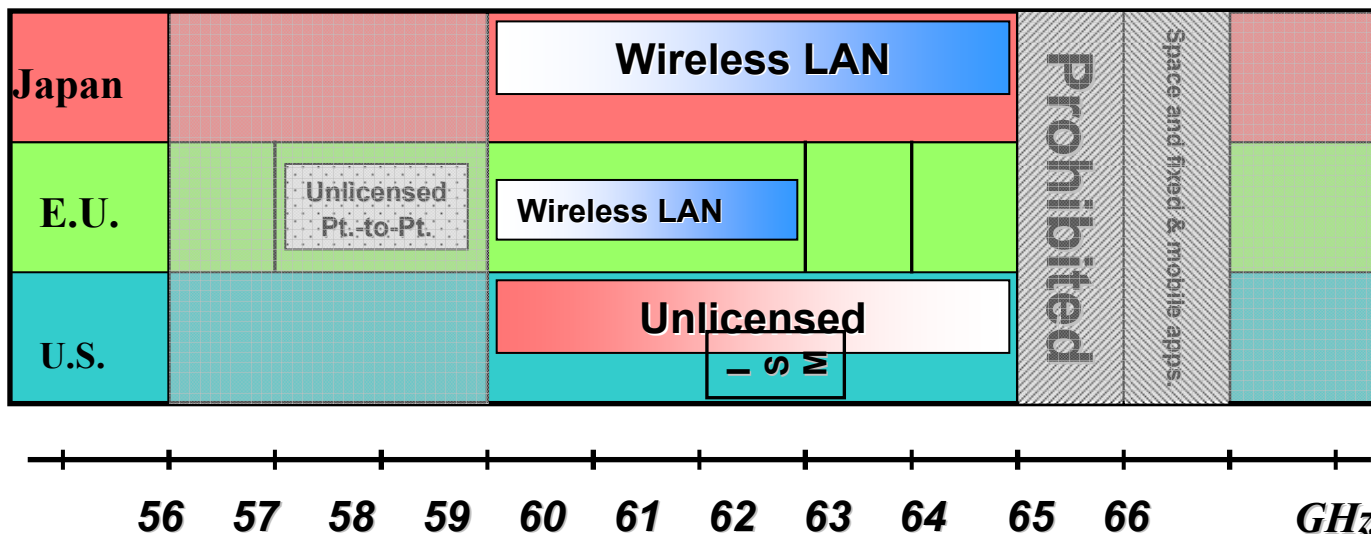 Japan
Wireless LAN
Prohibited
Space and fixed & mobile apps.
E.U.
Unlicensed
Pt.-to-Pt.
Wireless LAN
U.S.
Unlicensed
I S M
56 57 58 59 60 61 62 63 64 65 66 GHz